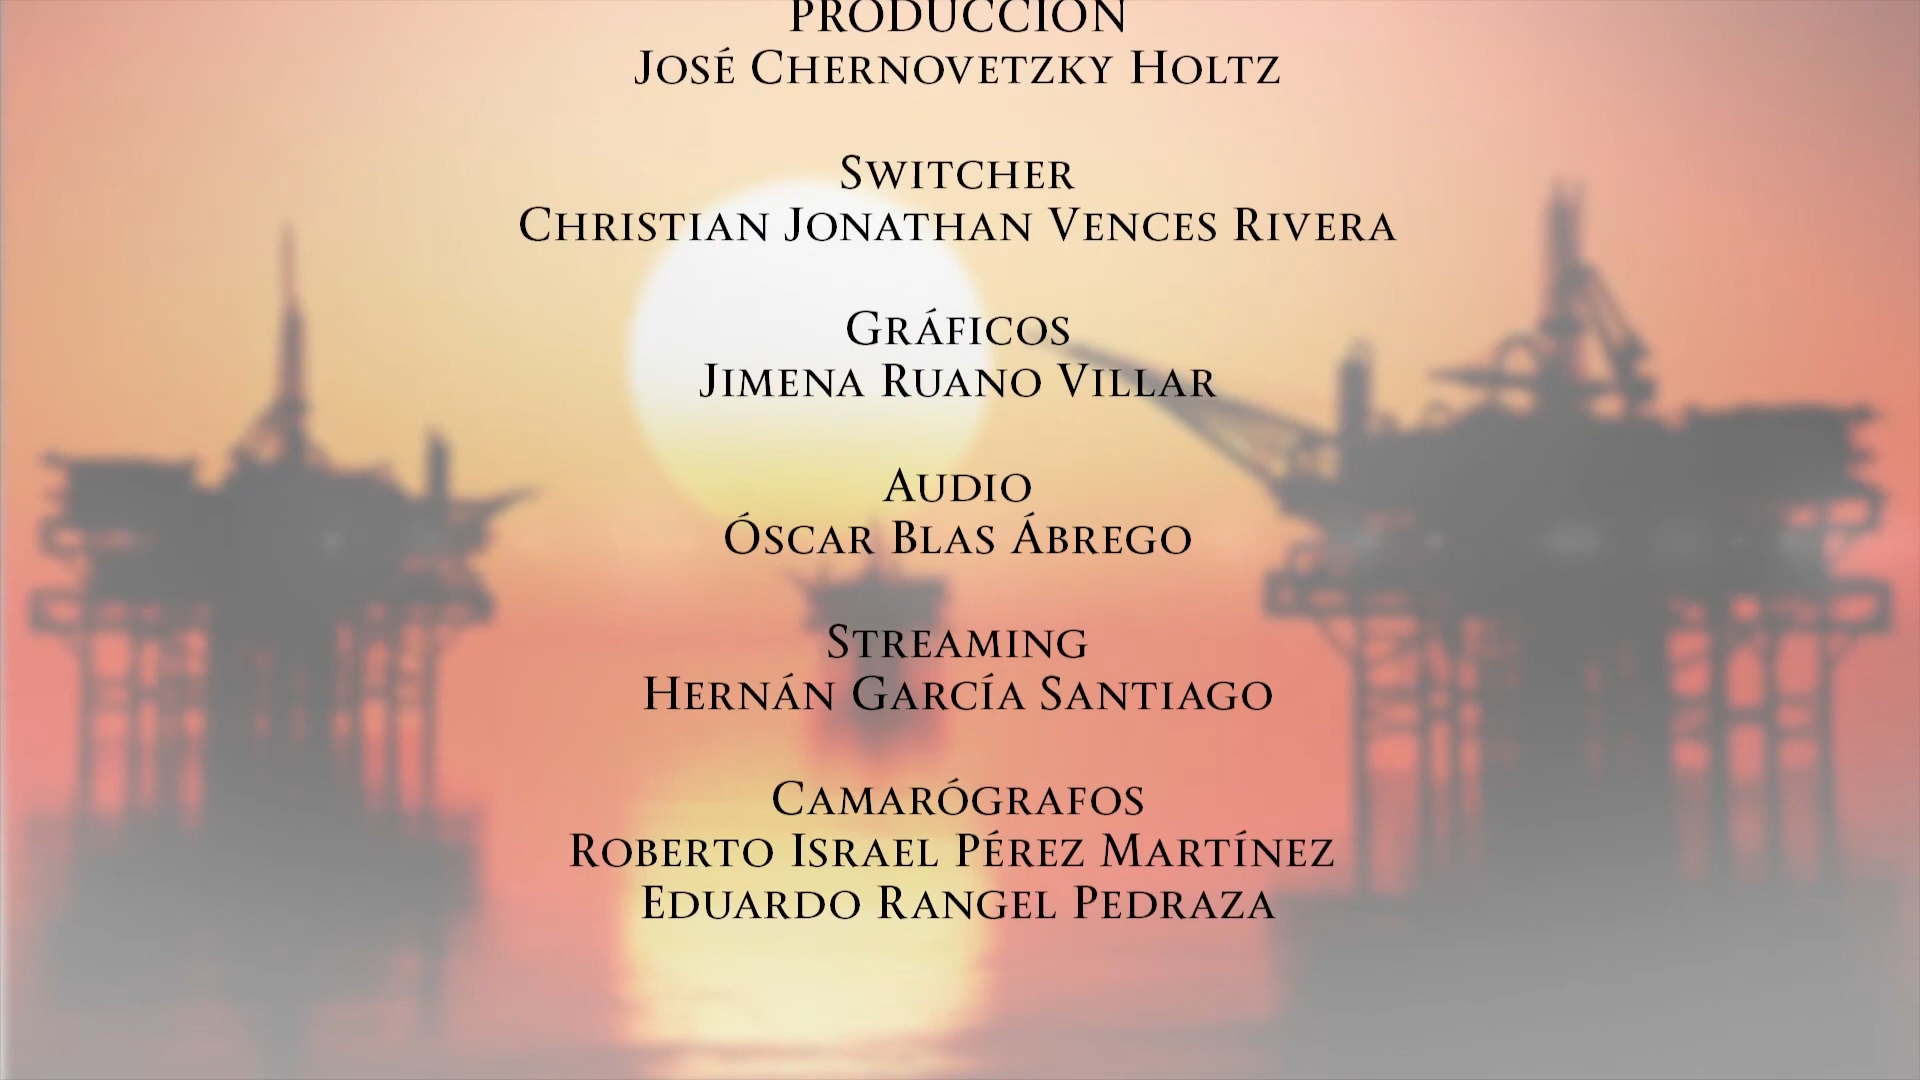 PRODUCCIÓN
JOSÉ CHERNOVETZKY HOLTZ
SWITCHER
CHRISTIAN JONATHAN VENCES RIVERA
GRÁFICOS
JIMENA RUANO VILLAR
AUDIO
ÓSCAR BLAS ÁBREGO
STREAMING
HERNÁN GARCÍA SANTIAGO
CAMARÓGRAFOS
ROBERTO ISRAEL PÉREZ MARTÍNEZ
EDUARDO RANGEL PEDRAZA